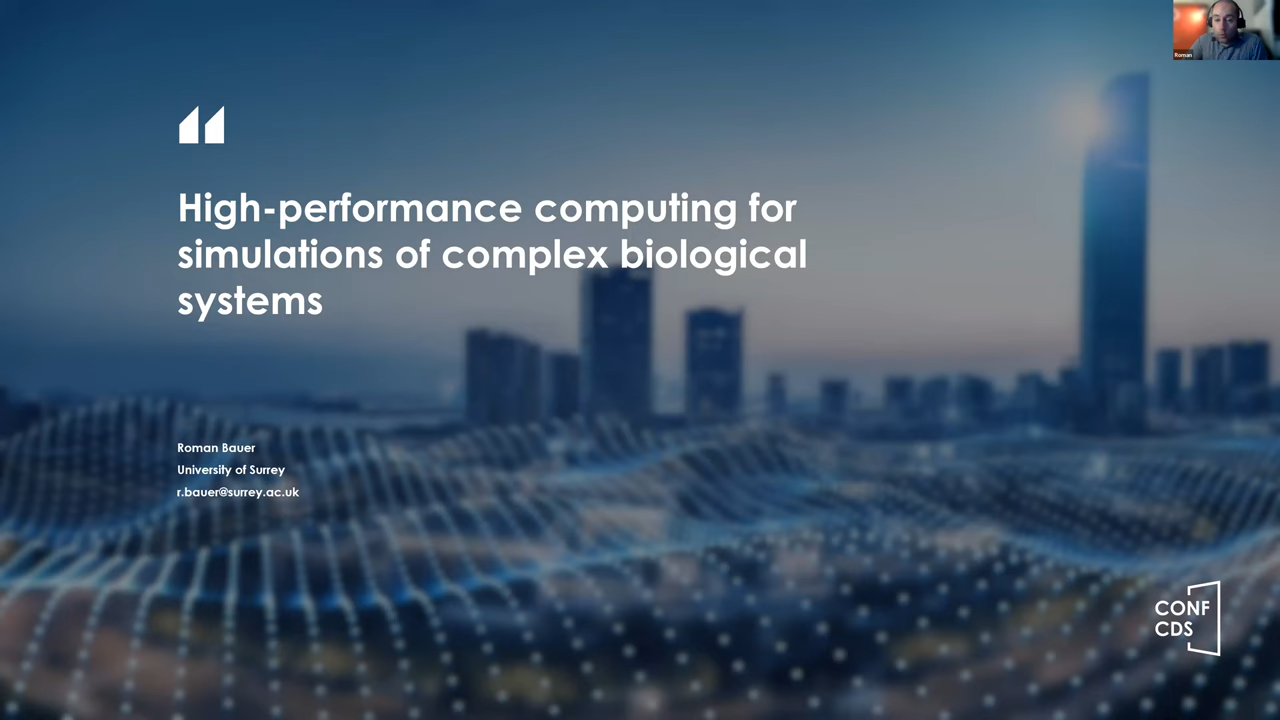 Roman
“
High-performance computing for
simulations of complex biological
systems
Roman Bauer
University of Surrey
r.bauer@surrey.ac.uk
CONF
CDS